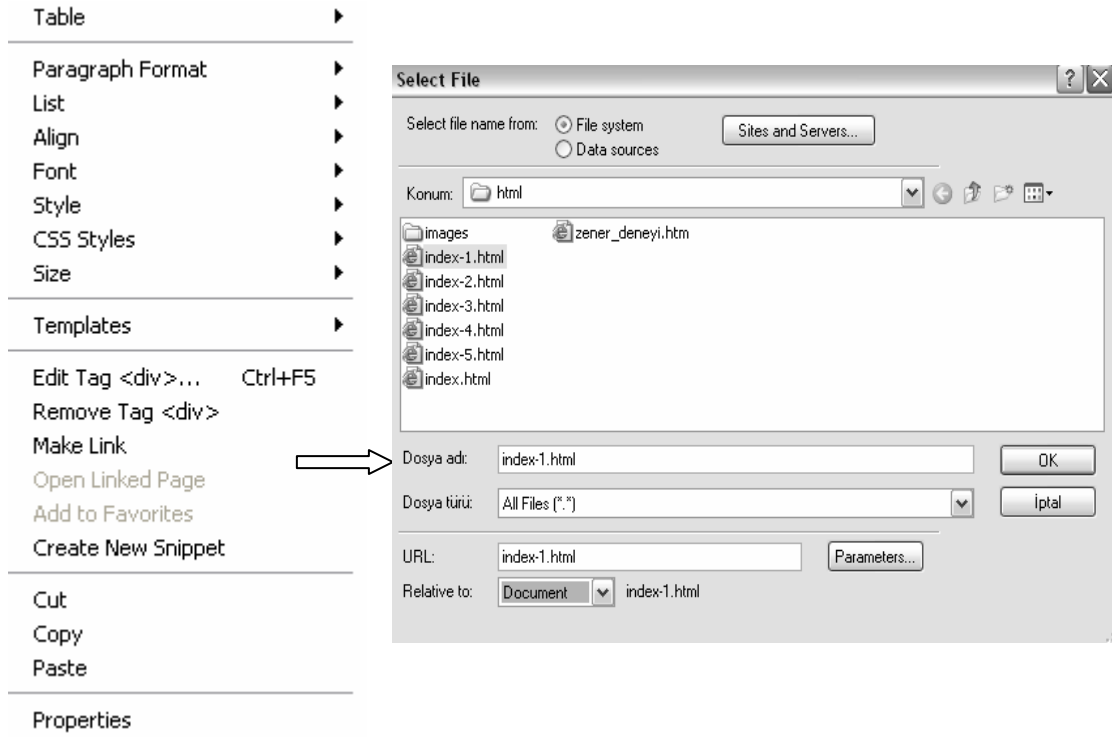 Table
Paragraph Format
List
Align
Font
Style
CSS Styles
Size
Templates
Edit Tag <div>... Ctrl+F5
Remove Tag <div>
Make Link
Open Linked Page
Add to Favorites
Create New Snippet
Cut
Copy
Paste
Properties
Select File
Select file name from: File system Sites and Servers...
Data sources
Konum: html
images zener_deneyi.htm
index-1.html
index-2.html
index-3.html
index-4.html
index-5.html
index.html
Dosya adı: index-1.html OK
Dosya türü: All Files (*.*) İptal
URL: index-1.html Parameters...
Relative to: Document index-1.html